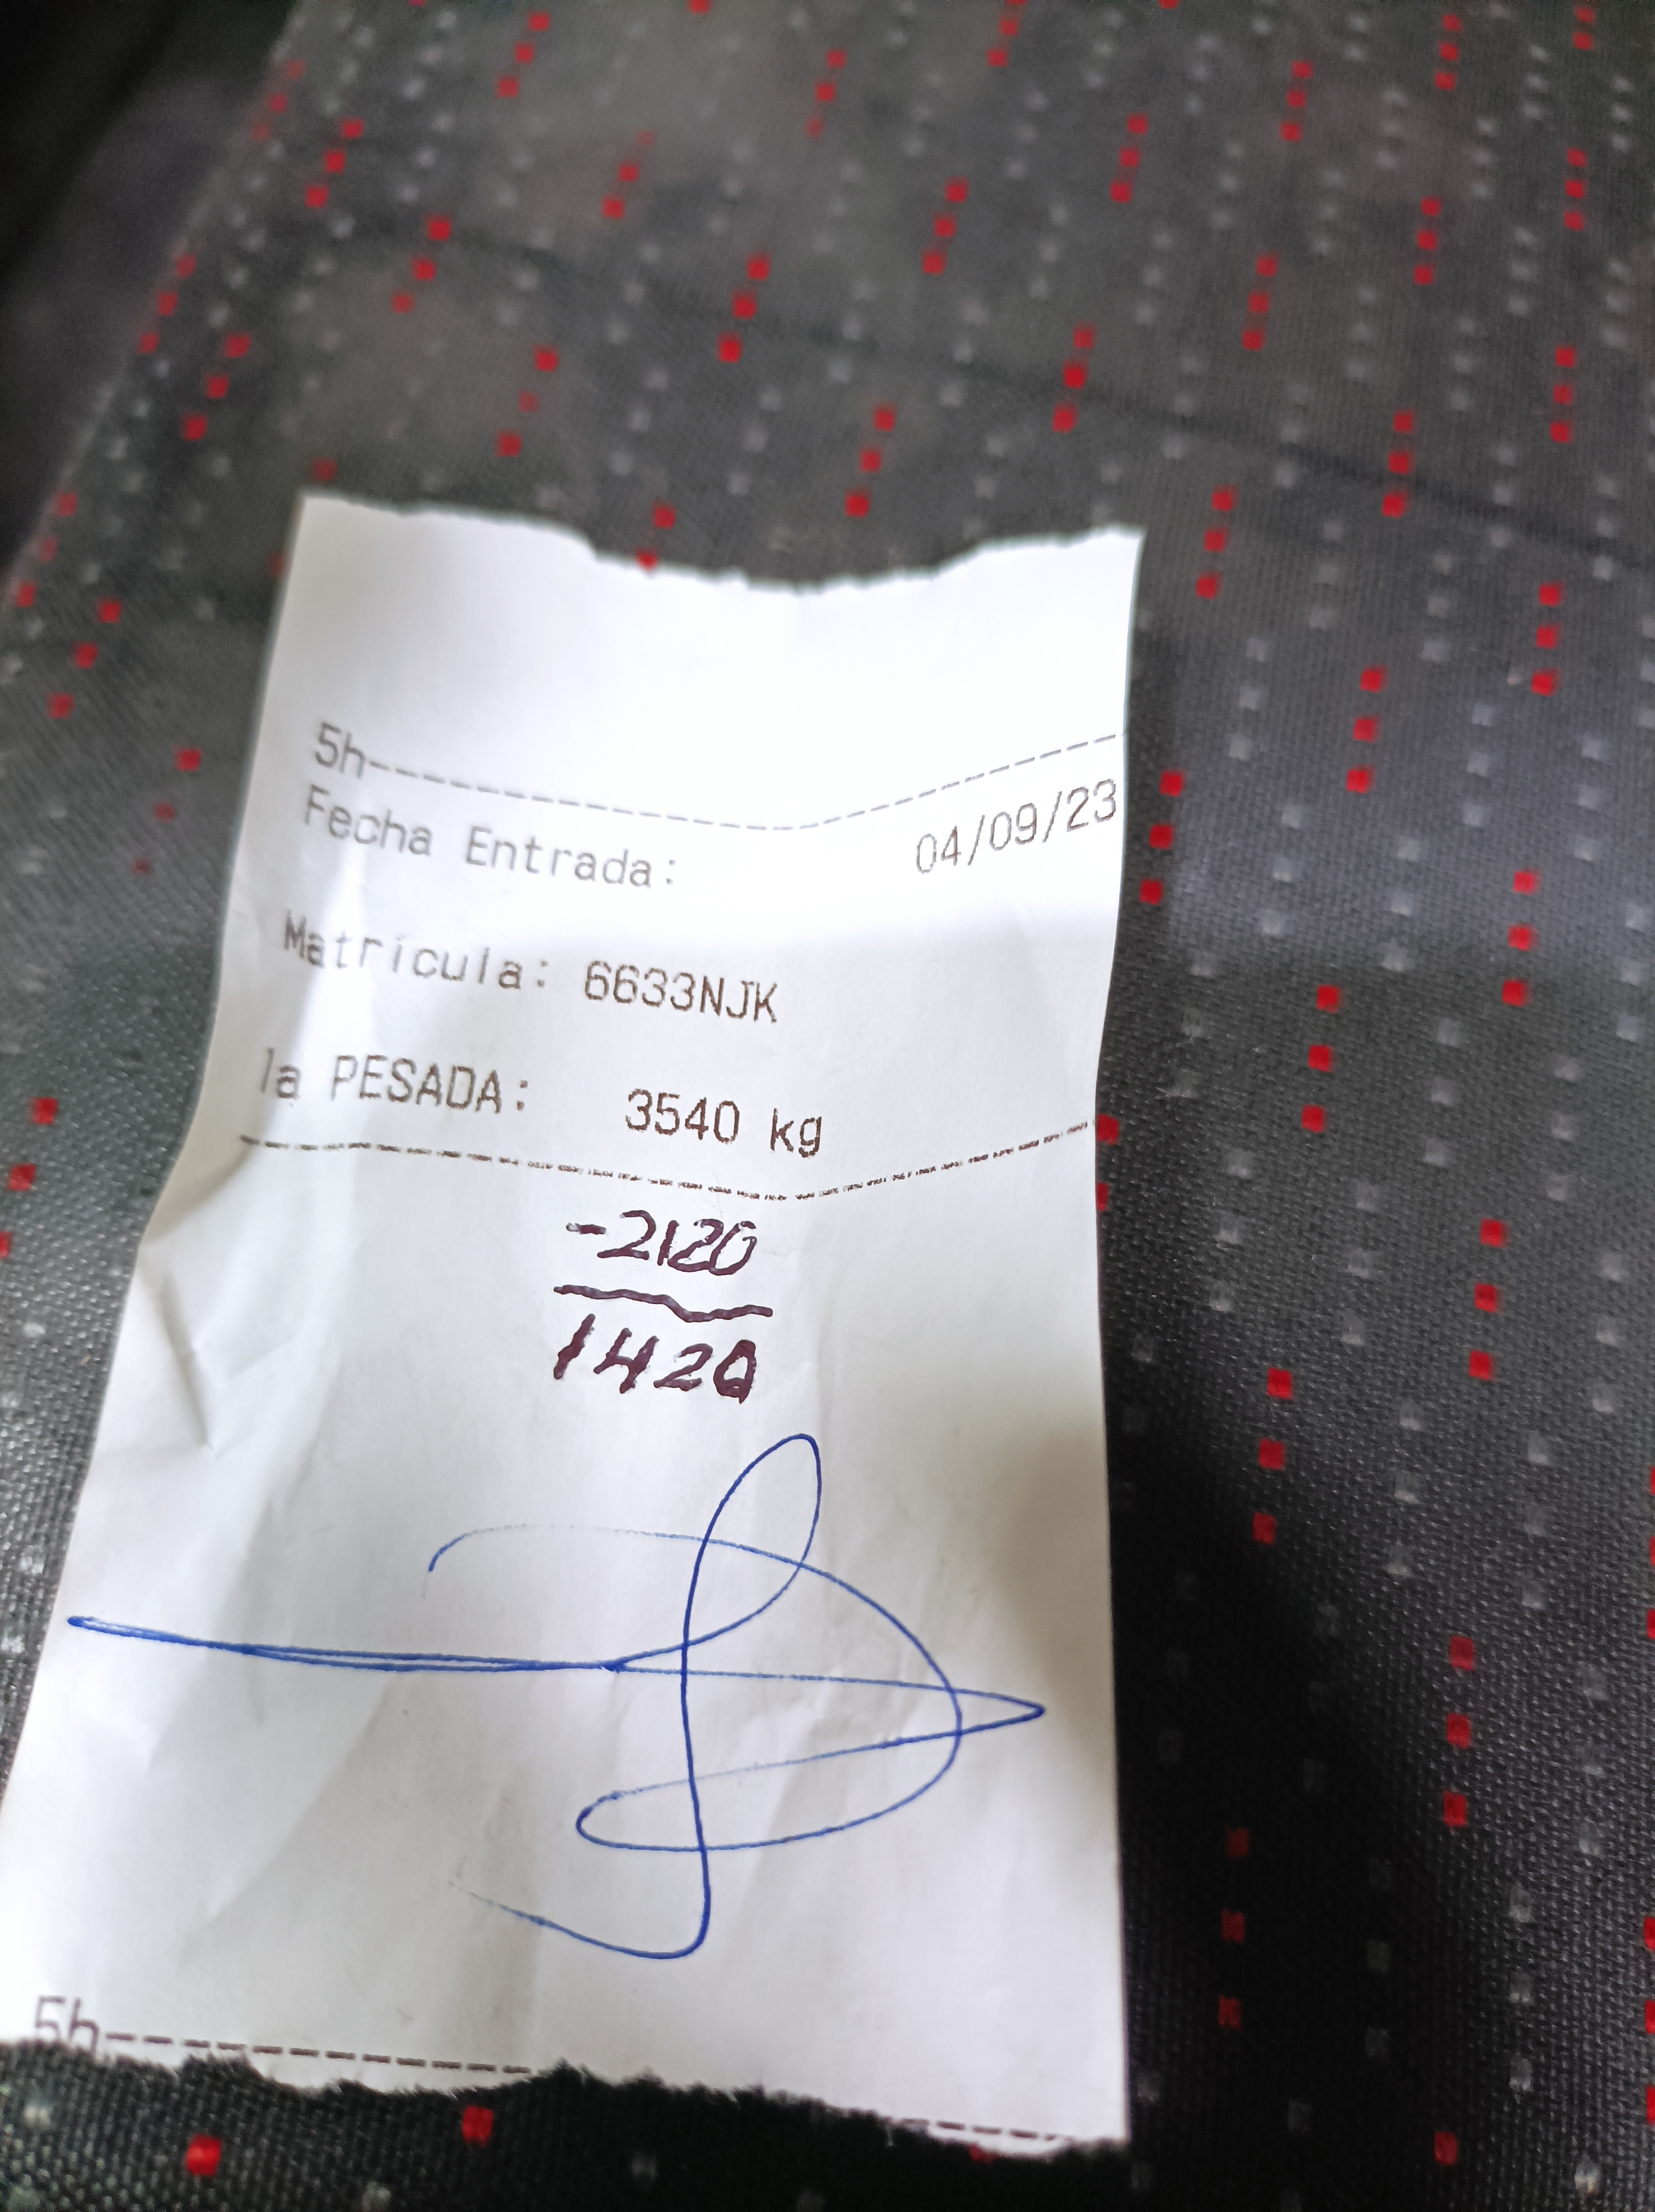 5h--------------------------------
Fecha Entrada: 04/09/23
Matrícula: 6633NJK
1a PESADA: 3540 kg
----------------------------------
-2120
1420
5h--------------------------------